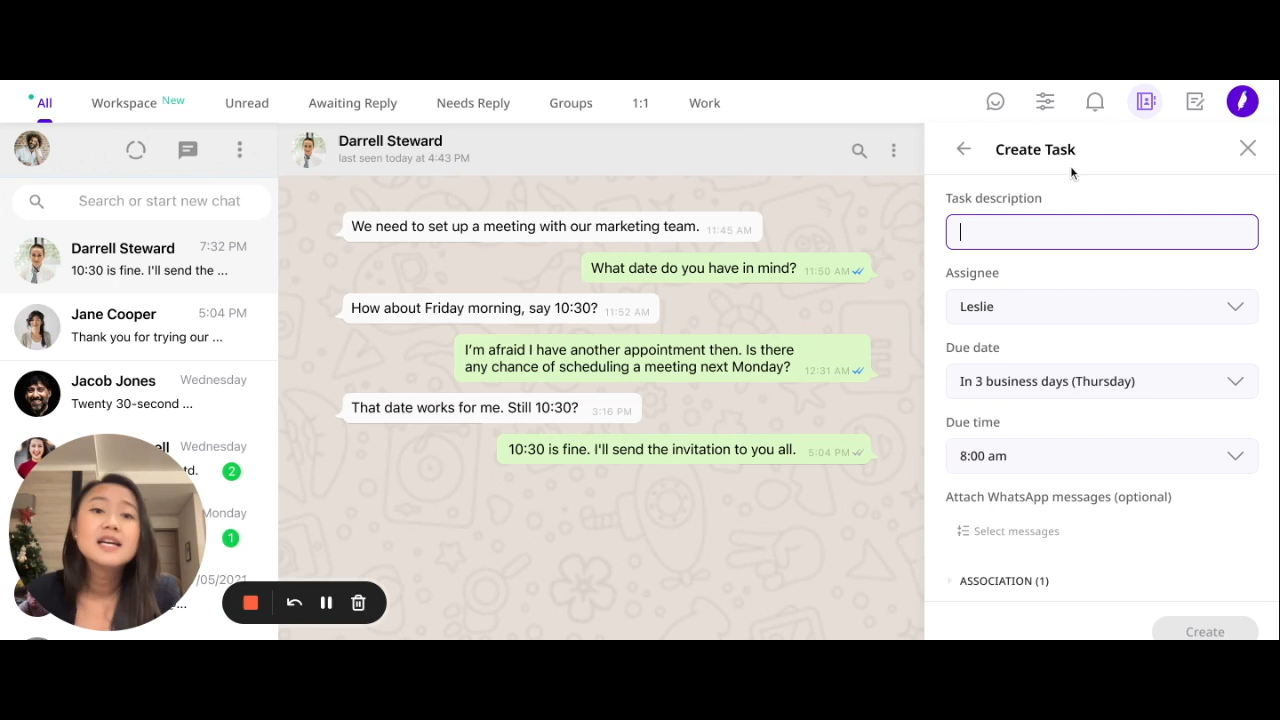 All
Workspace New
Unread
Awaiting Reply
Needs Reply
Groups
1:1
Work
Search or start new chat
Darrell Steward 7:32 PM
10:30 is fine. I'll send the ...
Jane Cooper 5:04 PM
Thank you for trying our ...
Jacob Jones Wednesday
Twenty 30-second ...
ell Wednesday
td. 2
Monday
1
/05/2021
...
Darrell Steward
last seen today at 4:43 PM
We need to set up a meeting with our marketing team. 11:45 AM
What date do you have in mind? 11:50 AM
How about Friday morning, say 10:30? 11:52 AM
I'm afraid I have another appointment then. Is there
any chance of scheduling a meeting next Monday? 12:31 AM
That date works for me. Still 10:30? 3:16 PM
10:30 is fine. I'll send the invitation to you all. 5:04 PM
Create Task
Task description
Assignee
Leslie
Due date
In 3 business days (Thursday)
Due time
8:00 am
Attach WhatsApp messages (optional)
Select messages
ASSOCIATION (1)
Create